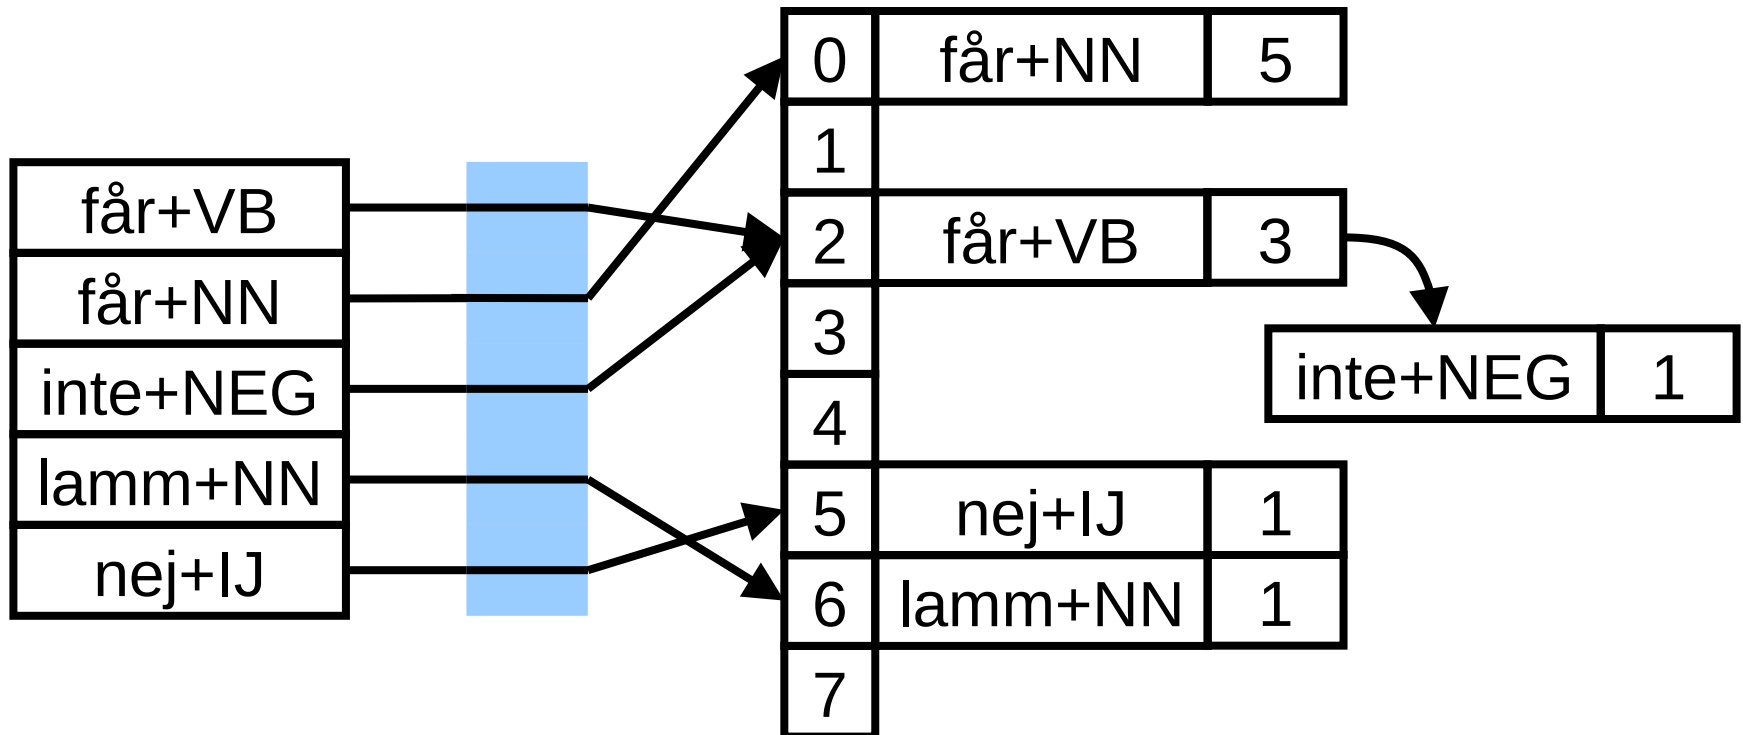 får+VB
får+NN
inte+NEG
lamm+NN
nej+IJ
0 får+NN 5
1
2 får+VB 3
3
inte+NEG 1
4
5 nej+IJ 1
6 lamm+NN 1
7